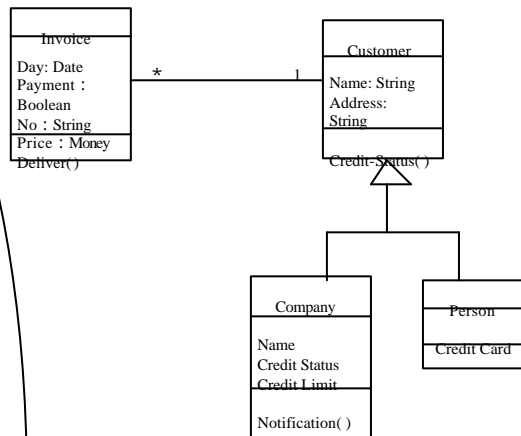 Invoice
Day: Date
Payment：
Boolean
No：String
Price：Money
Deliver( )
*
1
Customer
Name: String
Address:
String
Credit-Status( )
Company
Name
Credit Status
Credit Limit
Notification( )
Person
Credit Card